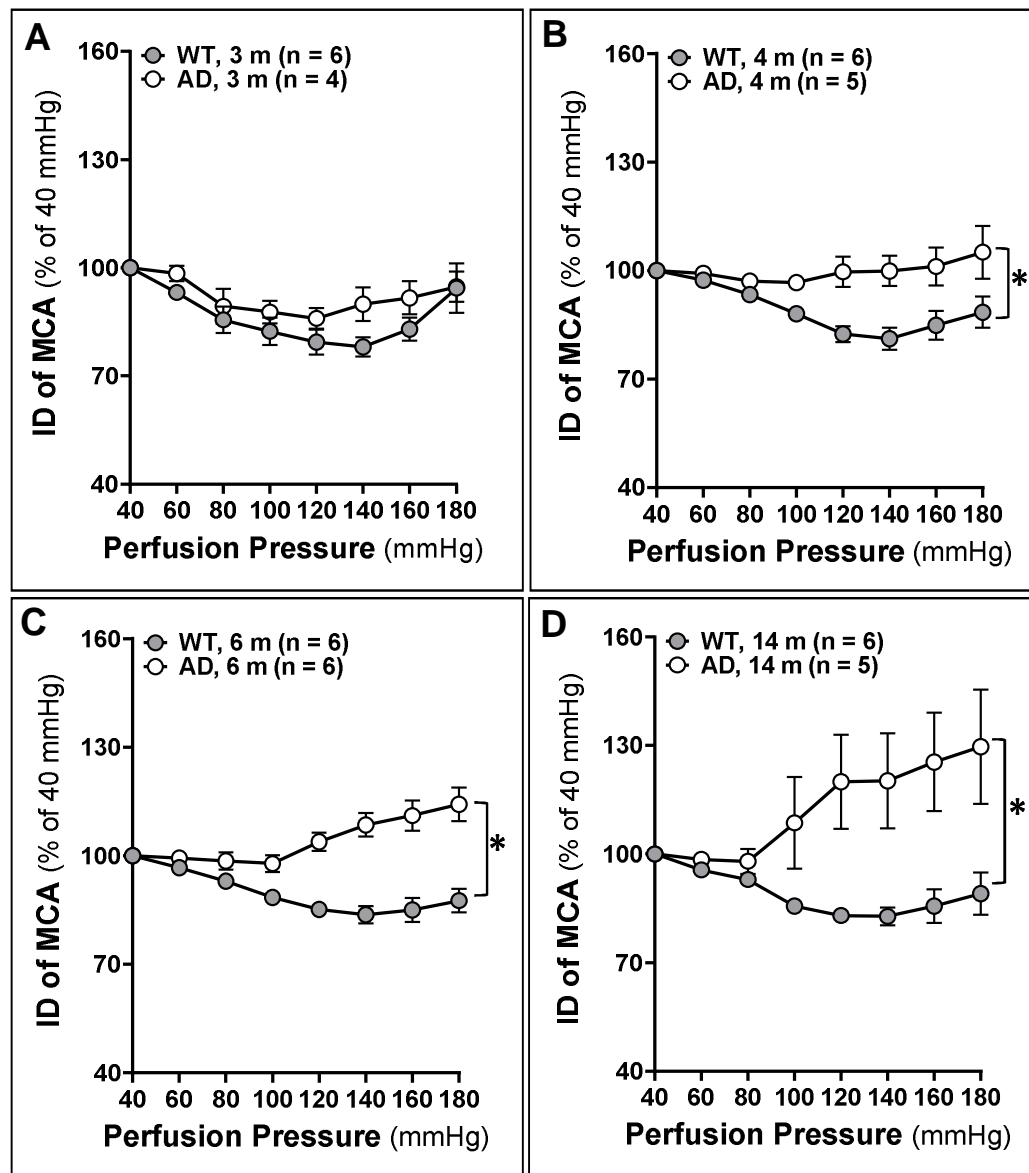 A
WT, 3 m (n = 6)
AD, 3 m (n = 4)
160
130
100
70
40
ID of MCA (% of 40 mmHg)
40 60 80 100 120 140 160 180
Perfusion Pressure (mmHg)
B
WT, 4 m (n = 6)
AD, 4 m (n = 5)
160
130
100
70
40
*
ID of MCA (% of 40 mmHg)
40 60 80 100 120 140 160 180
Perfusion Pressure (mmHg)
C
WT, 6 m (n = 6)
AD, 6 m (n = 6)
160
130
100
70
40
*
ID of MCA (% of 40 mmHg)
40 60 80 100 120 140 160 180
Perfusion Pressure (mmHg)
D
WT, 14 m (n = 6)
AD, 14 m (n = 5)
160
130
100
70
40
*
ID of MCA (% of 40 mmHg)
40 60 80 100 120 140 160 180
Perfusion Pressure (mmHg)